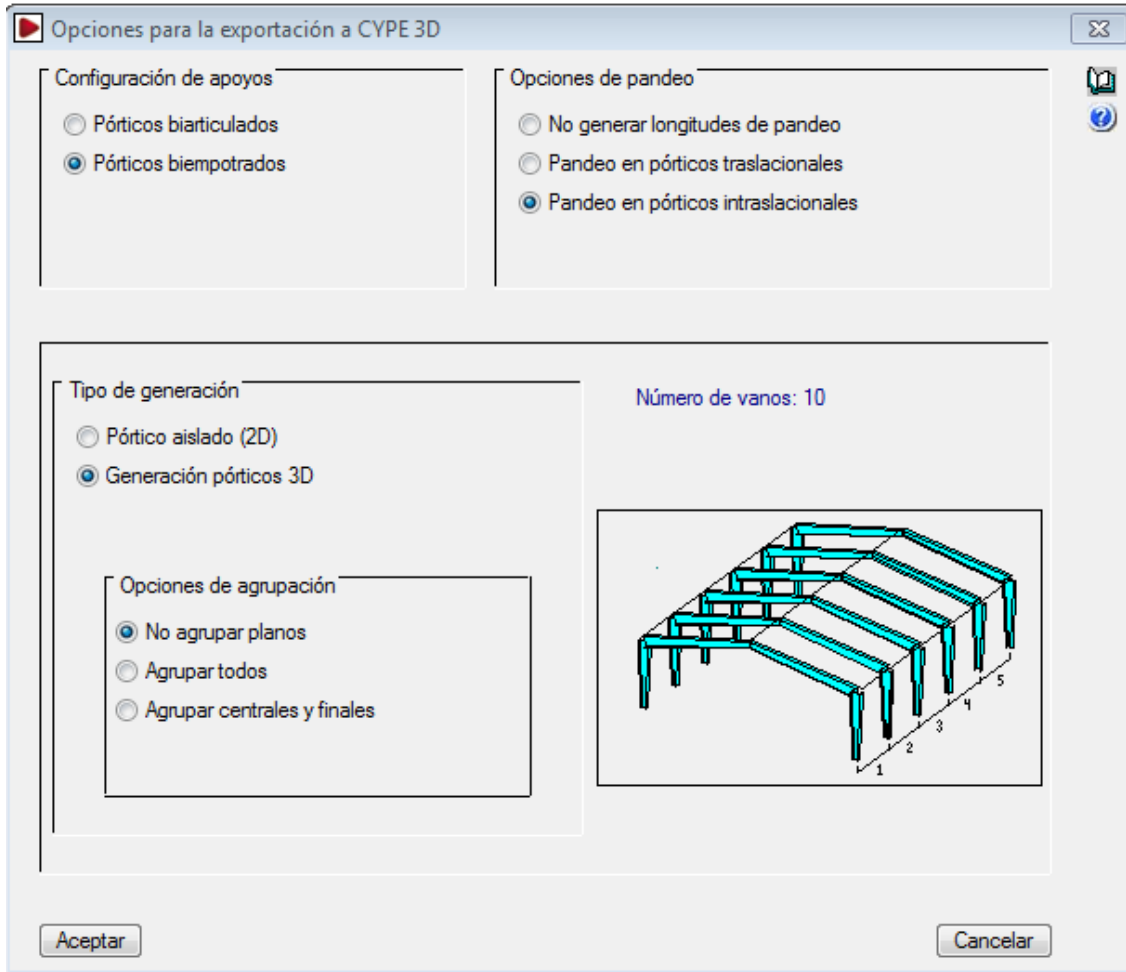 Opciones para la exportación a CYPE 3D
Configuración de apoyos
Pórticos biarticulados
Pórticos biempotrados
Opciones de pandeo
No generar longitudes de pandeo
Pandeo en pórticos traslacionales
Pandeo en pórticos intraslacionales
Tipo de generación
Pórtico aislado (2D)
Generación pórticos 3D
Número de vanos: 10
Opciones de agrupación
No agrupar planos
Agrupar todos
Agrupar centrales y finales
1
2
3
4
5
Aceptar
Cancelar